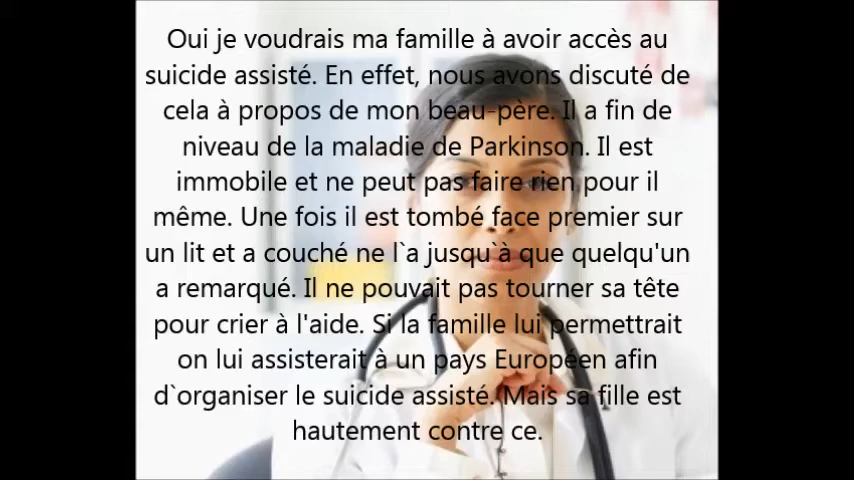 Oui je voudrais ma famille à avoir accès au
suicide assisté. En effet, nous avons discuté de
cela à propos de mon beau-père. Il a fin de
niveau de la maladie de Parkinson. Il est
immobile et ne peut pas faire rien pour il
même. Une fois il est tombé face premier sur
un lit et a couché ne l`a jusqu`à que quelqu'un
a remarqué. Il ne pouvait pas tourner sa tête
pour crier à l'aide. Si la famille lui permettrait
on lui assisterait à un pays Européen afin
d`organiser le suicide assisté. Mais sa fille est
hautement contre ce.